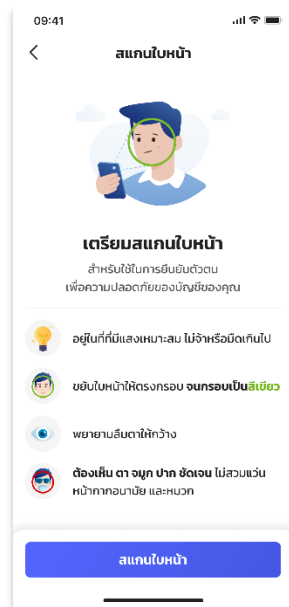 09:41
สแกนใบหน้า
เตรียมสแกนใบหน้า
สำหรับใช้ในการยืนยันตัวตน
เพื่อความปลอดภัยของบัญชีของคุณ
อยู่ในที่ที่มีแสงเหมาะสม ไม่จ้าหรือมืดเกินไป
ขยับใบหน้าให้ตรงกรอบ จนกรอบเป็นสีเขียว
พยายามลืมตาให้กว้าง
ต้องเห็น ตา จมูก ปาก ชัดเจน ไม่สวมแว่น
หน้ากากอนามัย และหมวก
สแกนใบหน้า